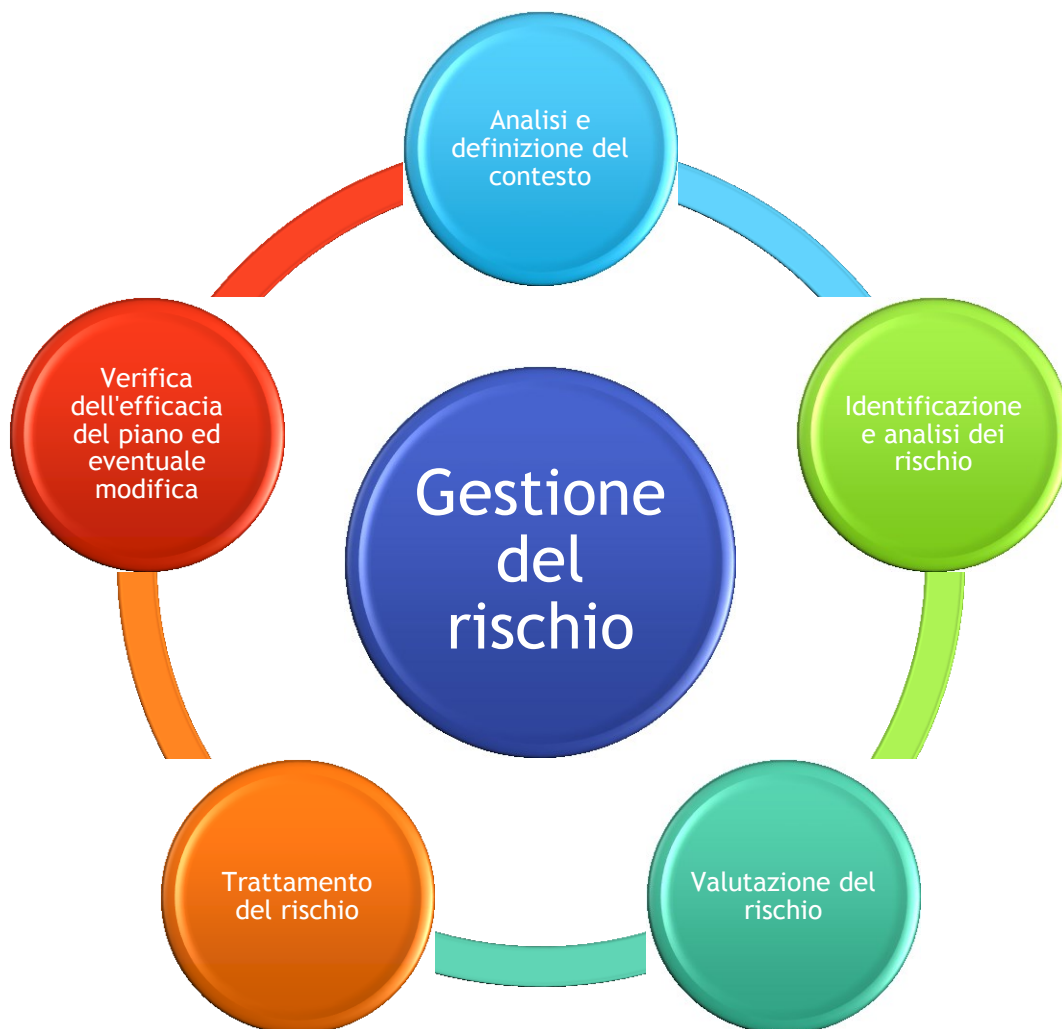 Analisi e
definizione del
contesto
Identificazione
e analisi dei
rischio
Valutazione del
rischio
Trattamento
del rischio
Verifica
dell'efficacia
del piano ed
eventuale
modifica
Gestione
del
rischio